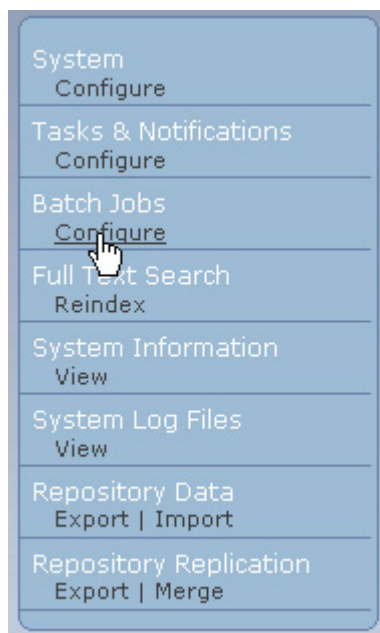 System
Configure
Tasks & Notifications
Configure
Batch Jobs
Configure
Full Text Search
Reindex
System Information
View
System Log Files
View
Repository Data
Export | Import
Repository Replication
Export | Merge